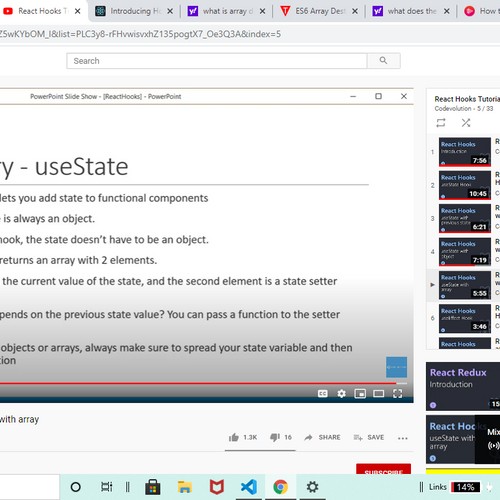 React Hooks T
Introducing H
what is array d
ES6 Array Dest
what does the
How t
Z5wKYbOM_I&list=PLC3y8-rFHvwisvxhZ135pogtX7_Oe3Q3A&index=5
Search
PowerPoint Slide Show - [ReactHooks] - PowerPoint
ry - useState
lets you add state to functional components
e is always an object.
hook, the state doesn't have to be an object.
returns an array with 2 elements.
the current value of the state, and the second element is a state setter
pends on the previous state value? You can pass a function to the setter
objects or arrays, always make sure to spread your state variable and then
tion
with array
1.3K
16
SHARE
SAVE
SUBSCRIBE
React Hooks Tutoria
Codevolution - 5 / 33
1
React Hooks
Introduction
7:56
2
React Hooks
useState Hook
10:45
3
React Hooks
useState with
previous state
6:21
4
React Hooks
useState with
object
7:19
React Hooks
useState with
array
5:55
6
React Hooks
useEffect Hook
3:46
React Hooks
React Redux
Introduction
15
React Hooks
useState with
array
Mix
Links
14%